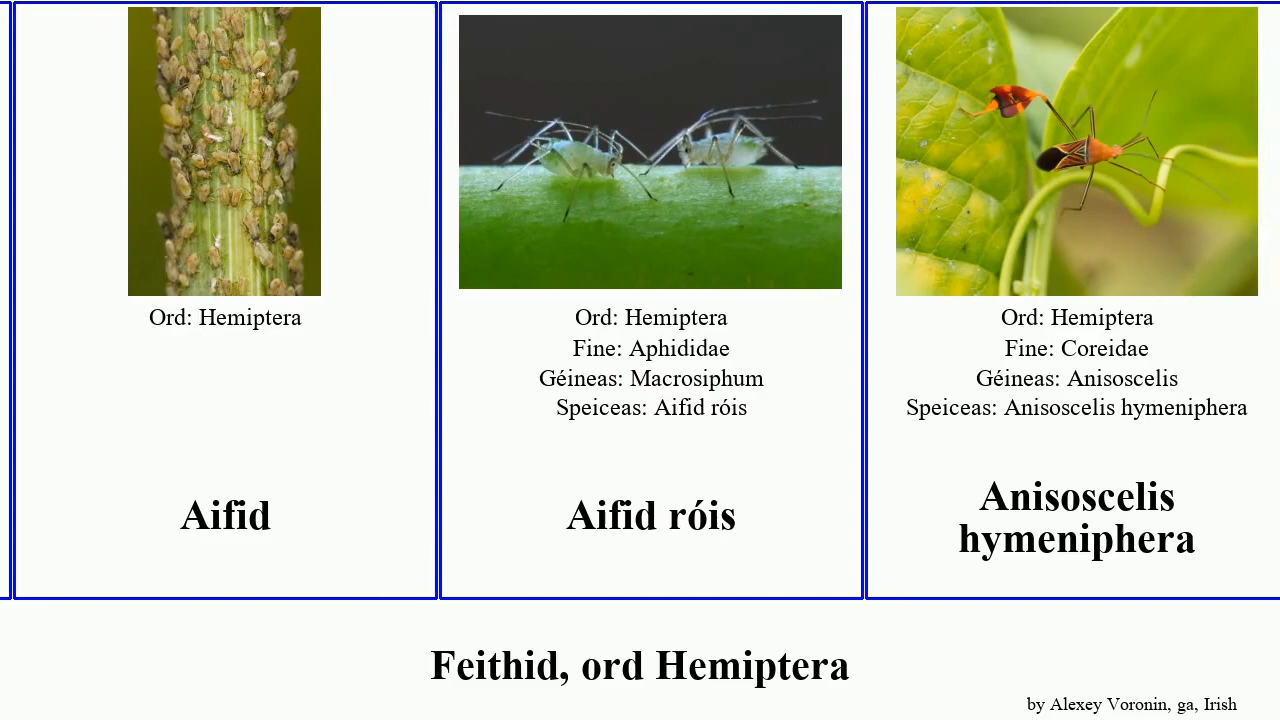 Ord: Hemiptera
Aifid
Ord: Hemiptera
Fine: Aphididae
Géineas: Macrosiphum
Speiceas: Aifid róis
Aifid róis
Ord: Hemiptera
Fine: Coreidae
Géineas: Anisoscelis
Speiceas: Anisoscelis hymeniphera
Anisoscelis
hymeniphera
Feithid, ord Hemiptera
by Alexey Voronin, ga, Irish